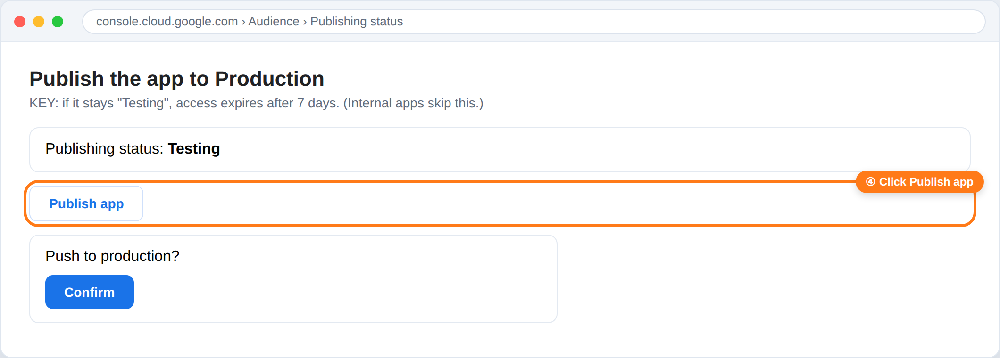 console.cloud.google.com › Audience › Publishing status
Publish the app to Production
KEY: if it stays "Testing", access expires after 7 days. (Internal apps skip this.)
Publishing status: Testing
④ Click Publish app
Publish app
Push to production?
Confirm